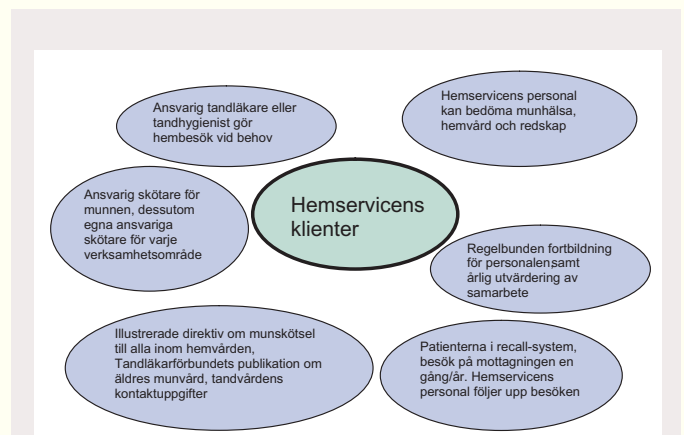 Ansvarig tandläkare eller
tandhygienist gör
hembesök vid behov
Hemservicens personal
kan bedöma munhälsa,
hemvård och redskap
Ansvarig skötare för
munnen, dessutom
egna ansvariga
skötare för varje
verksamhetsområde
Hemservicens
klienter
Regelbunden fortbildning
för personalen,samt
årlig utvärdering av
samarbete
Illustrerade direktiv om munskötsel
till alla inom hemvården,
Tandläkarförbundets publikation om
äldres munvård, tandvårdens
kontaktuppgifter
Patienterna i recall-system,
besök på mottagningen en
gång/år. Hemservicens
personal följer upp besöken